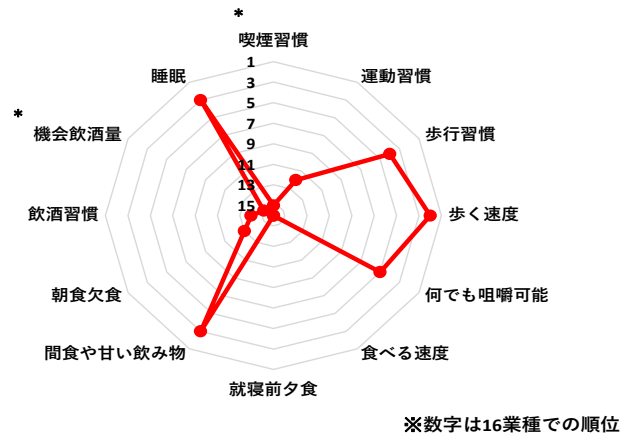 *
喫煙習慣
運動習慣
歩行習慣
歩く速度
何でも咀嚼可能
食べる速度
就寝前夕食
間食や甘い飲み物
朝食欠食
飲酒習慣
*
機会飲酒量
睡眠
1
3
5
7
9
11
13
15
※数字は16業種での順位